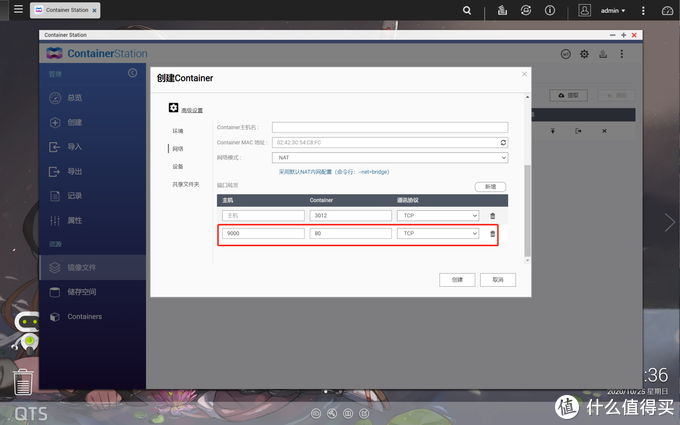 Container Station
admin
Container Station
ContainerStation
管理
总览
创建
导入
导出
记录
属性
资源
镜像文件
储存空间
Containers
提取
创建Container
高级设置
环境
网络
设备
共享文件夹
Container主机名 :
Container MAC 地址 :
02:42:3C:54:C8:FC
网络模式 :
NAT
采用默认NAT内网配置 (命令行: --net=bridge)
端口转发
新增
主机 Container 通讯协议
主机 3012 TCP
9000 80 TCP
创建 取消
:36
2020/10/25 星期日
QTS
值 什么值得买